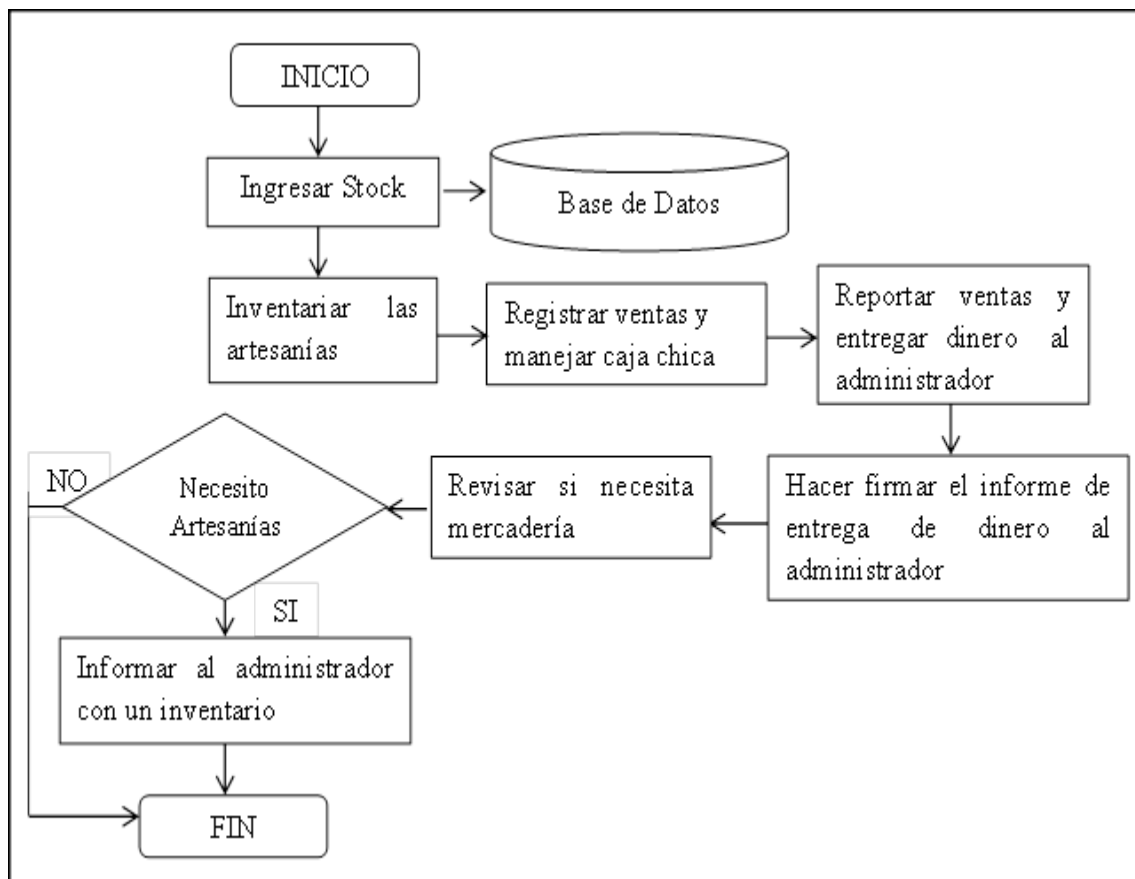 INICIO
Ingresar Stock
Base de Datos
Inventariar las
artesanías
Registrar ventas y
manejar caja chica
Reportar ventas y
entregar dinero al
administrador
Hacer firmar el informe de
entrega de dinero al
administrador
Revisar si necesita
mercadería
Necesito
Artesanías
NO
SI
Informar al administrador
con un inventario
FIN